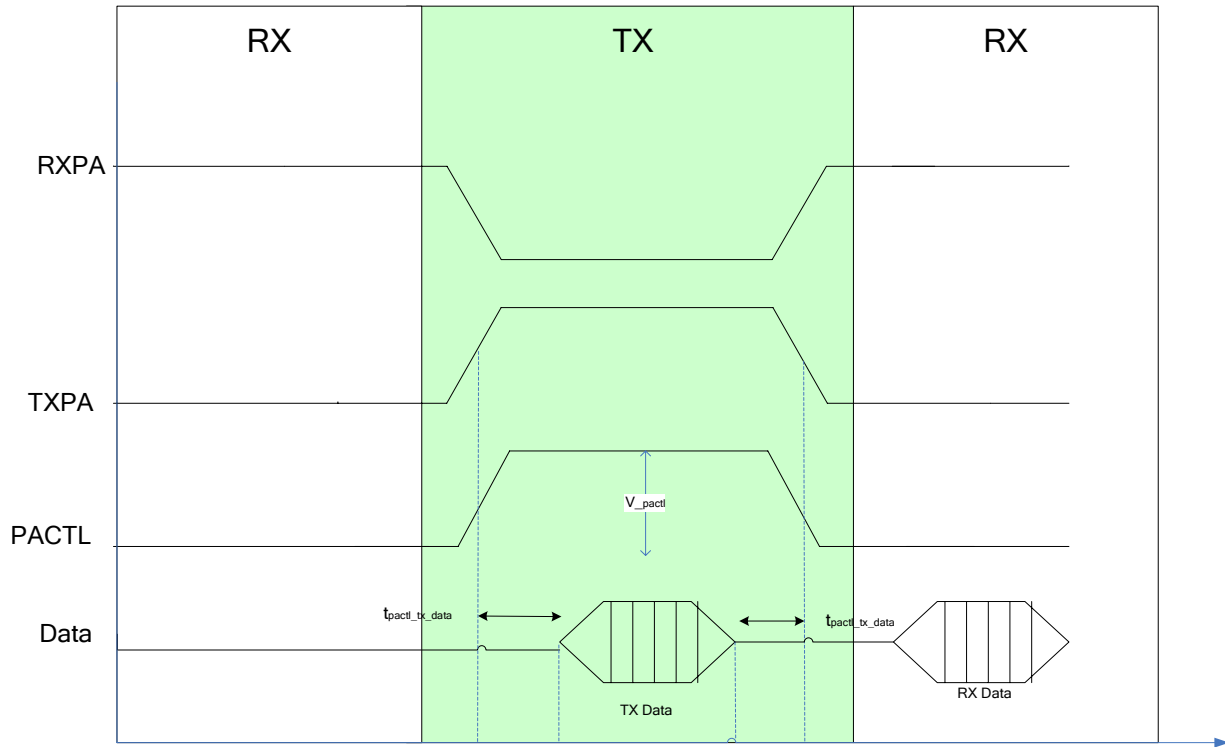 RX
TX
RX
RXPA
TXPA
V_pactl
PACTL
tpactl_tx_data
tpactl_tx_data
Data
TX Data
RX Data